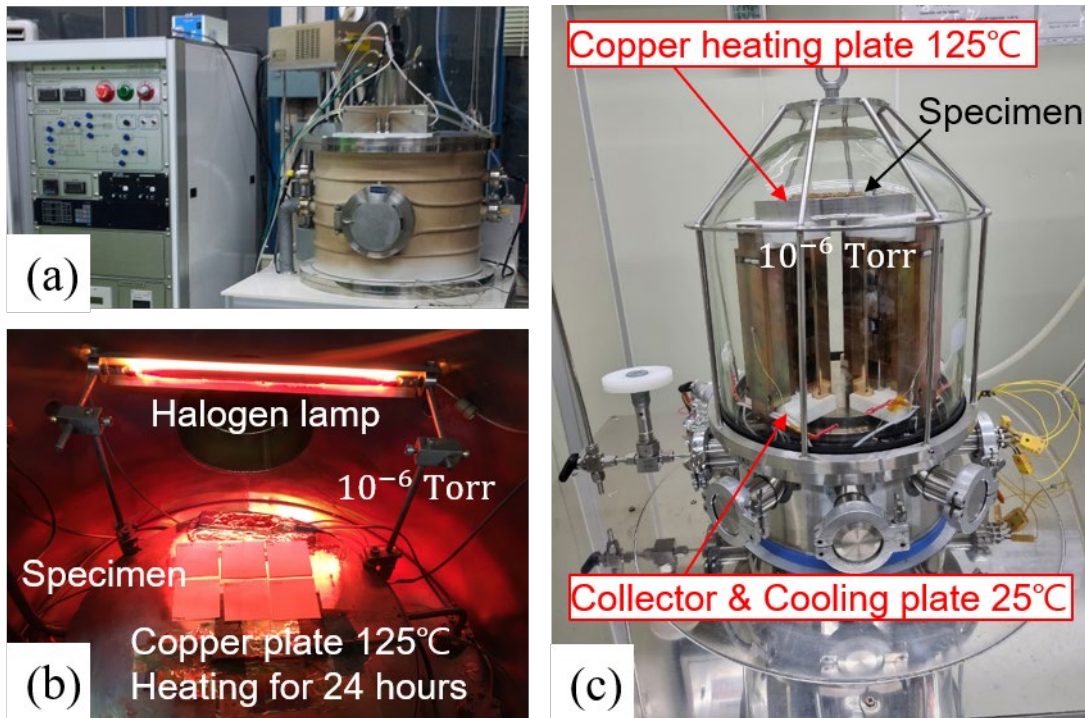 (a)
Halogen lamp
10⁻⁶ Torr
Specimen
Copper plate 125℃
Heating for 24 hours
(b)
Copper heating plate 125℃
Specimen
10⁻⁶ Torr
Collector & Cooling plate 25℃
(c)